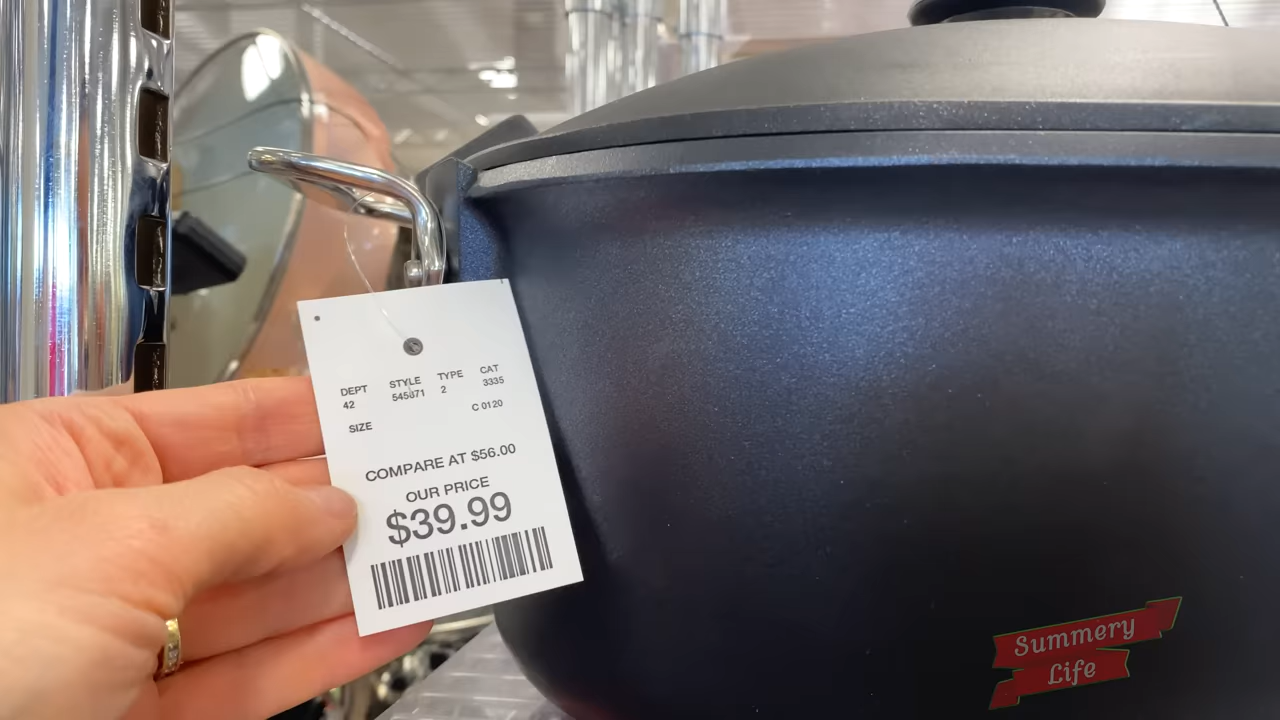 DEPT STYLE TYPE CAT
42 545871 2 3335
SIZE C 0120
COMPARE AT $56.00
OUR PRICE
$39.99
Summery
Life